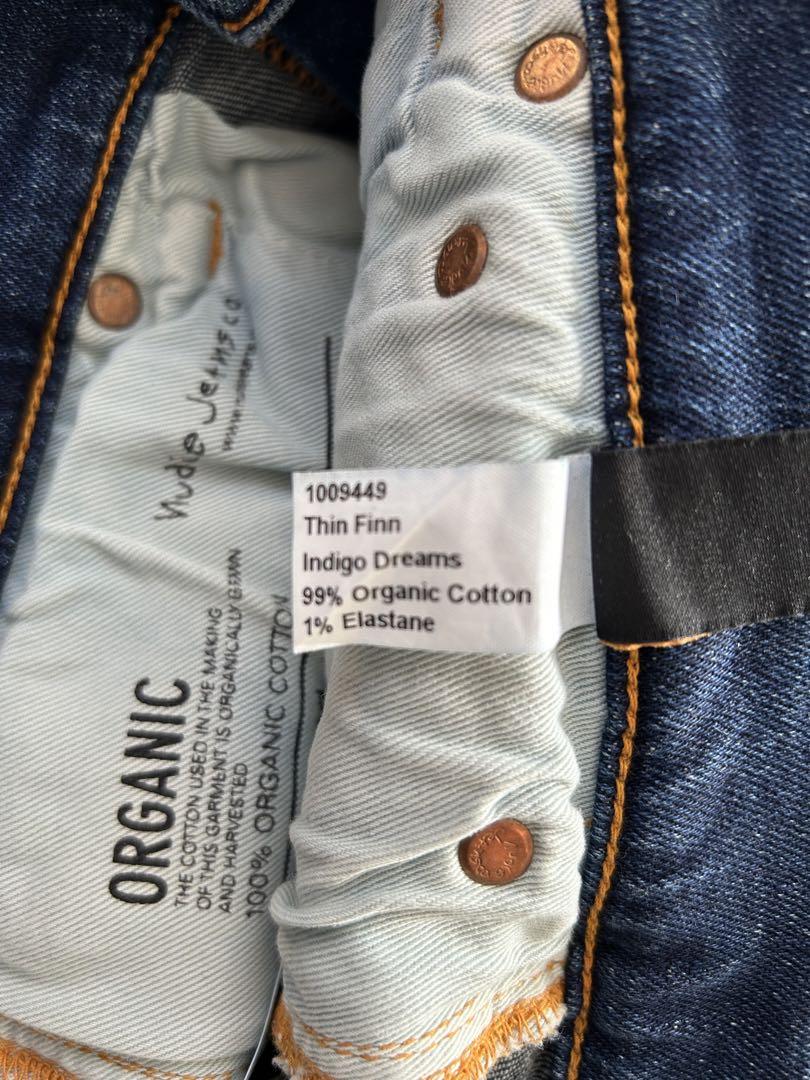 1009449
Thin Finn
Indigo Dreams
99% Organic Cotton
1% Elastane
Nudie Jeans co
ORGANIC
THE COTTON USED IN THE MAKING
OF THIS GARMENT IS ORGANICALLY GROWN
AND HARVESTED
100% ORGANIC COTTON